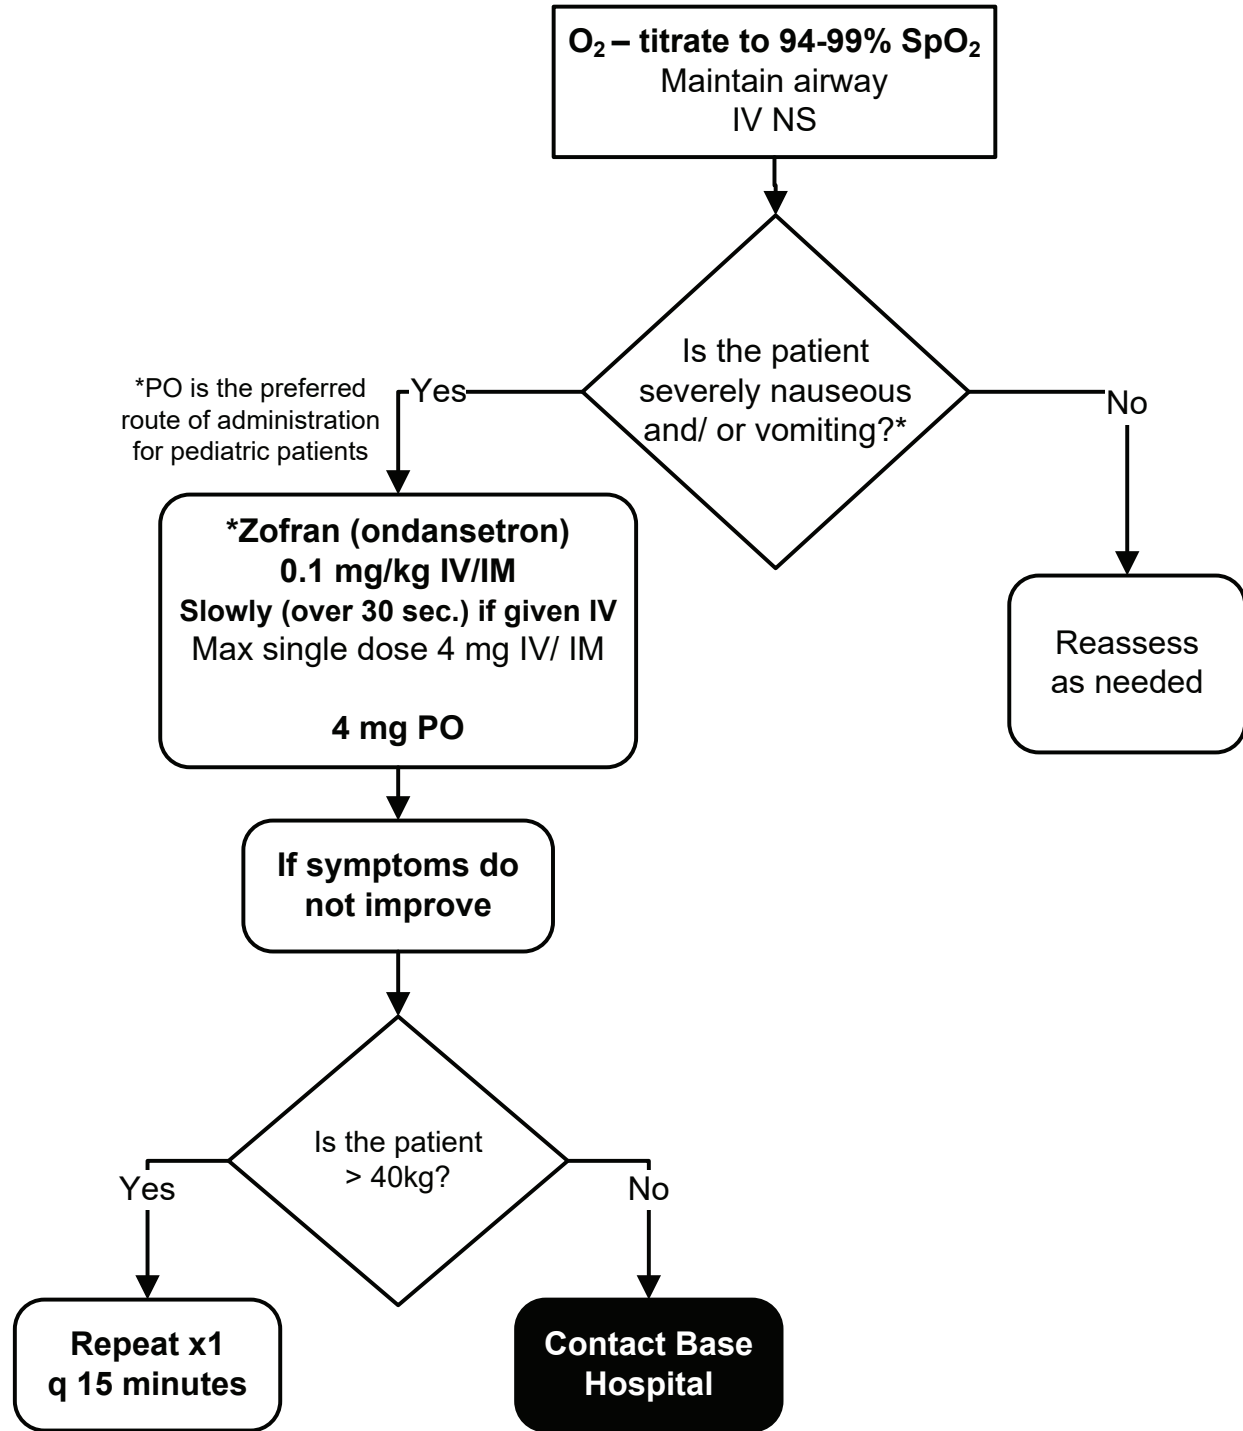 O₂ – titrate to 94-99% SpO₂
Maintain airway
IV NS
Is the patient
severely nauseous
and/ or vomiting?*
Yes
No
*PO is the preferred
route of administration
for pediatric patients
*Zofran (ondansetron)
0.1 mg/kg IV/IM
Slowly (over 30 sec.) if given IV
Max single dose 4 mg IV/ IM
4 mg PO
Reassess
as needed
If symptoms do
not improve
Is the patient
> 40kg?
Yes
No
Repeat x1
q 15 minutes
Contact Base
Hospital